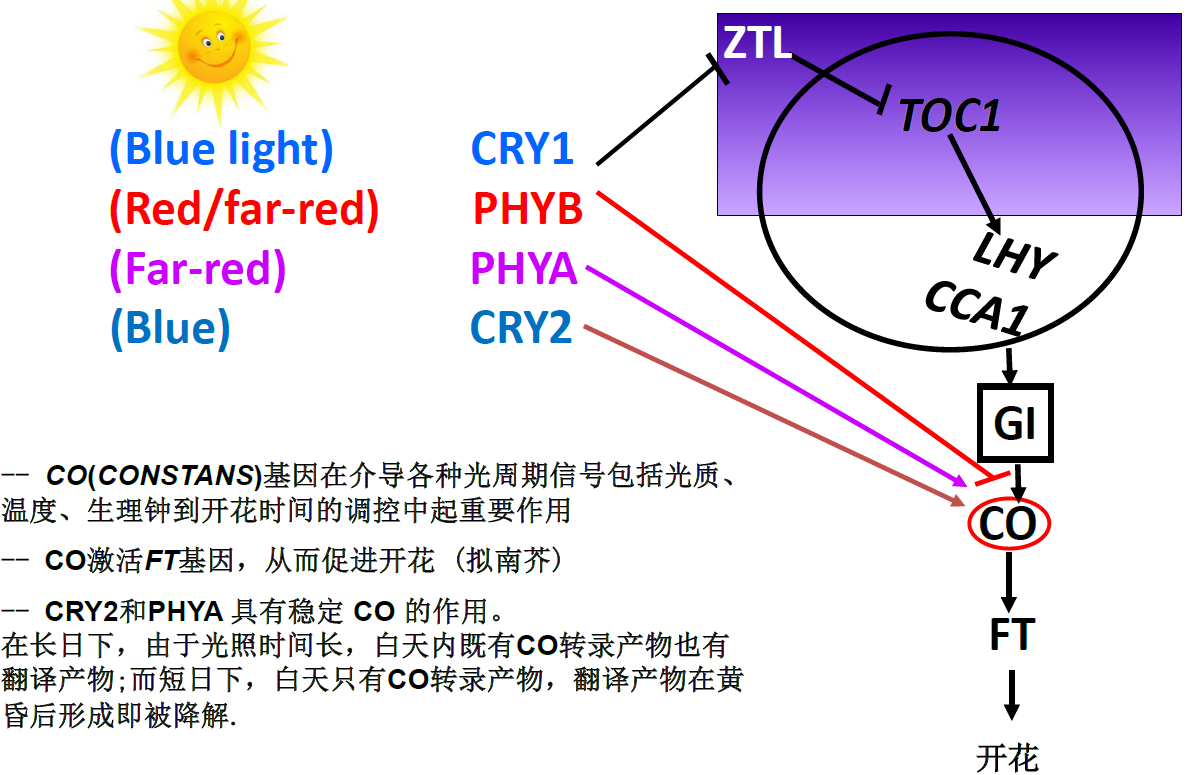 ZTL
TOC1
(Blue light) CRY1
(Red/far-red) PHYB
LHY
(Far-red) PHYA
CCA1
(Blue) CRY2
GI
-- CO(CONSTANS)基因在介导各种光周期信号包括光质、
温度、生理钟到开花时间的调控中起重要作用
CO
-- CO激活FT基因，从而促进开花 (拟南芥)
-- CRY2和PHYA 具有稳定 CO 的作用。
FT
在长日下，由于光照时间长，白天内既有CO转录产物也有
翻译产物;而短日下，白天只有CO转录产物，翻译产物在黄
昏后形成即被降解.
开花